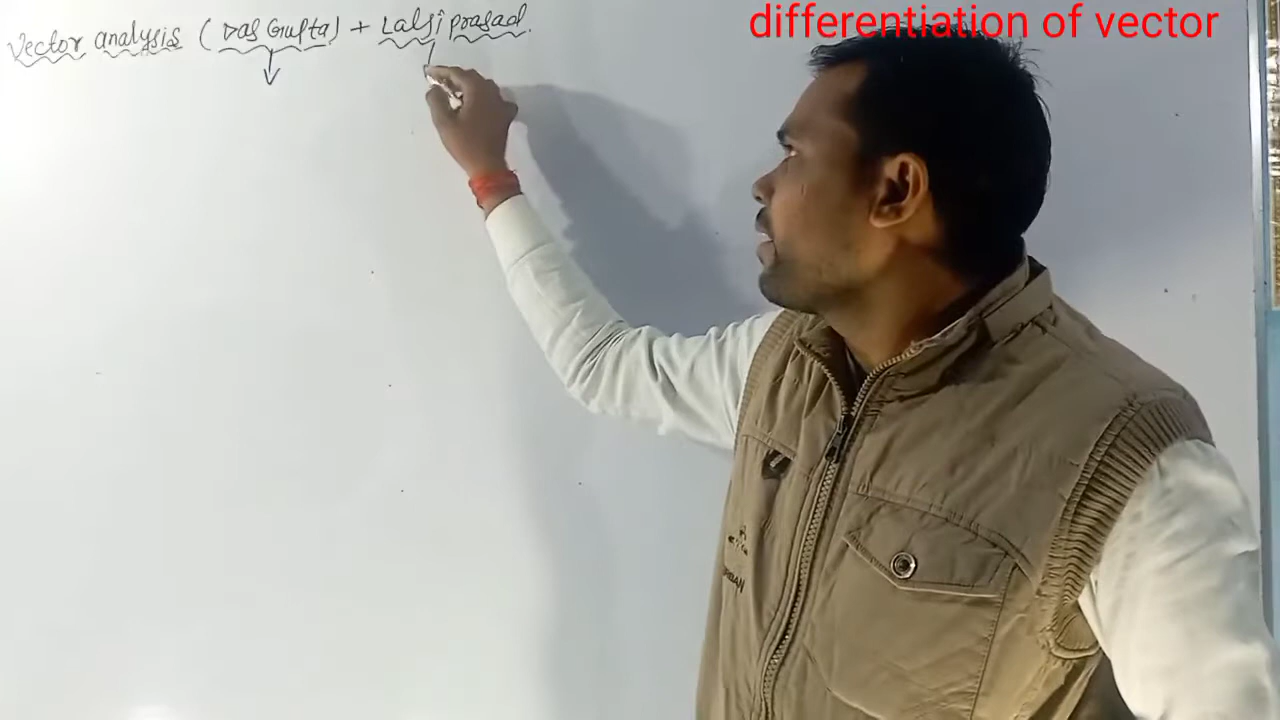 differentiation of vector
Vector analysis (Das Gupta) + Lalji prasad.